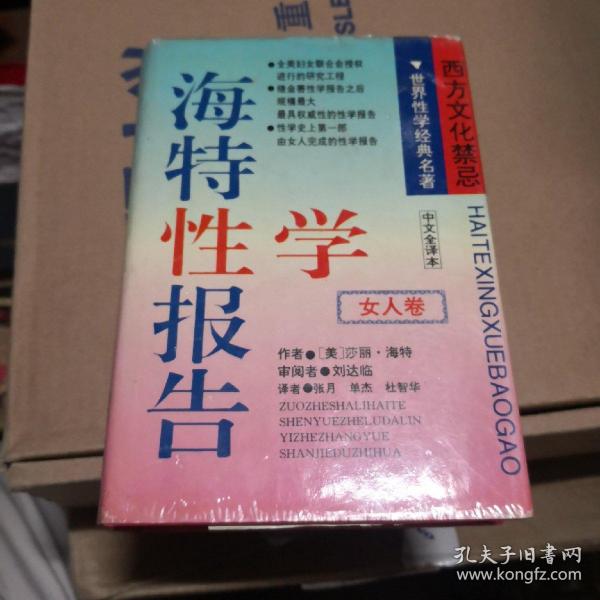 西方文化禁忌
▼世界性学经典名著
中文全译本
HAITEXINGXUEBAOGAO
●全美妇女联合会授权
进行的研究工程
●继金赛性学报告之后
规模最大
最具权威性的性学报告
●性学史上第一部
由女人完成的性学报告
海特性学报告
女人卷
作者●[美]莎丽·海特
审阅者●刘达临
译者●张月 单杰 杜智华
ZUOZHESHALIHAITE
SHENYUEZHELUDALIN
YIZHEZHANGYUE
SHANJIEDUZHIHUA
重
SLE
孔夫子旧书网
www.kongfz.com